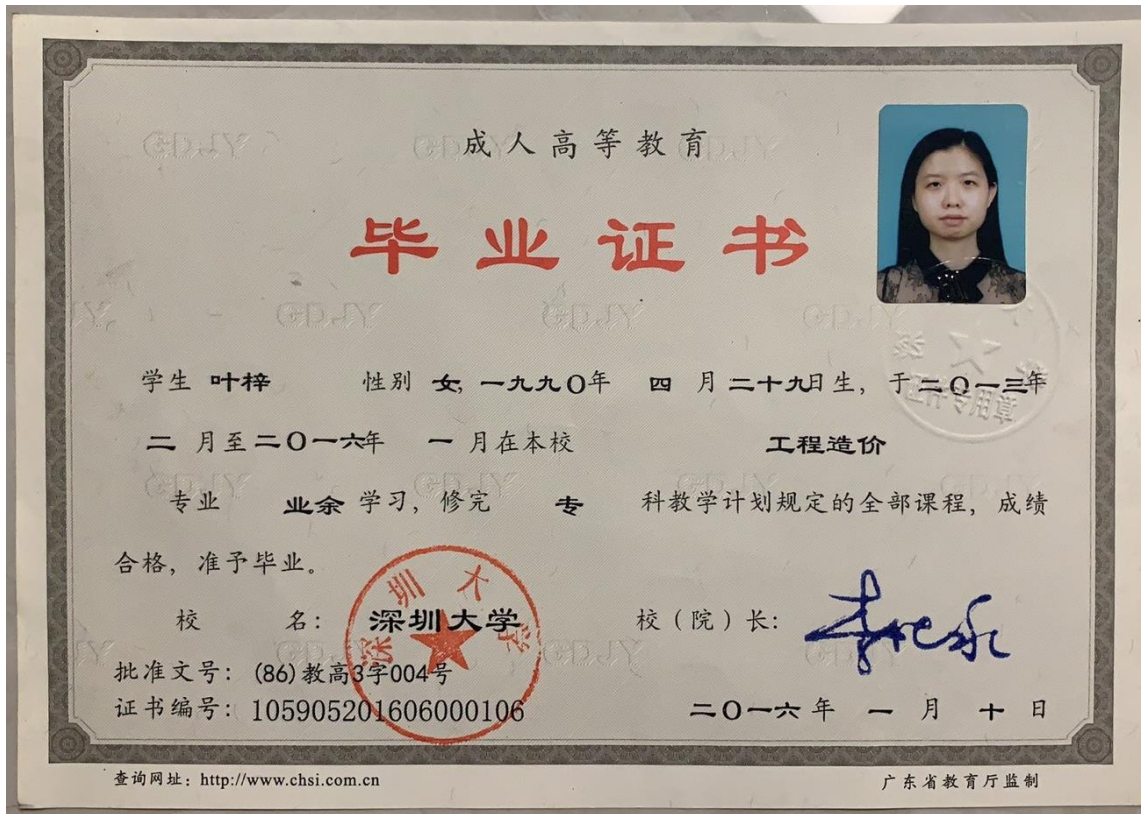 成人高等教育
毕业证书
学生 叶梓 性别 女, 一九九〇年 四 月 二十九日生, 于二〇一三年
二 月至二〇一六年 一 月在本校 工程造价
专业 业余 学习, 修完 专 科教学计划规定的全部课程, 成绩
合格, 准予毕业。
校 名: 深圳大学 校(院)长:
深圳大学
批准文号: (86)教高3字004号
证书编号: 105905201606000106 二〇一六年 一 月 十 日
查询网址: http://www.chsi.com.cn 广东省教育厅监制
GDJY